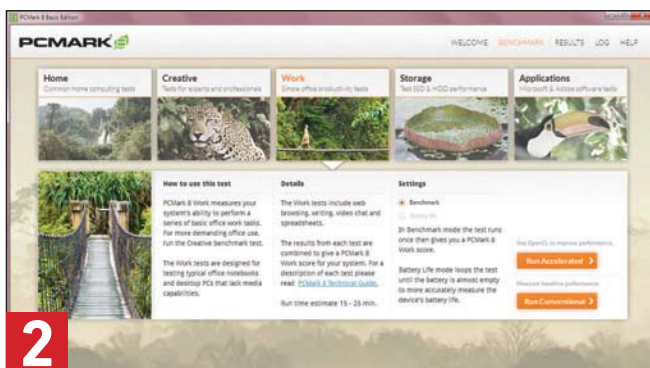 PCMark 8 Basic Edition
PCMARK
WELCOME BENCHMARK RESULTS LOG HELP
Home
Common home computing tests
Creative
Tests for experts and professionals
Work
Simple office productivity tests
Storage
Test SSD & HDD performance
Applications
Microsoft & Adobe software tests
How to use this test
PCMark 8 Work measures your
system's ability to perform a
series of basic office work tasks.
For more demanding office use,
run the Creative benchmark test.
The Work tests are designed for
testing typical office notebooks
and desktop PCs that lack media
capabilities.
Details
The Work tests include web
browsing, writing, video chat and
spreadsheets.
The results from each test are
combined to give a PCMark 8
Work score for your system. For a
description of each test please
read PCMark 8 Technical Guide.
Run time estimate 15 - 25 min.
Settings
Benchmark
Battery life
In Benchmark mode the test runs
once then gives you a PCMark 8
Work score.
Battery Life mode loops the test
until the battery is almost empty
to more accurately measure the
device's battery life.
Use OpenCL to improve performance.
Run Accelerated
Measure baseline performance.
Run Conventional
2